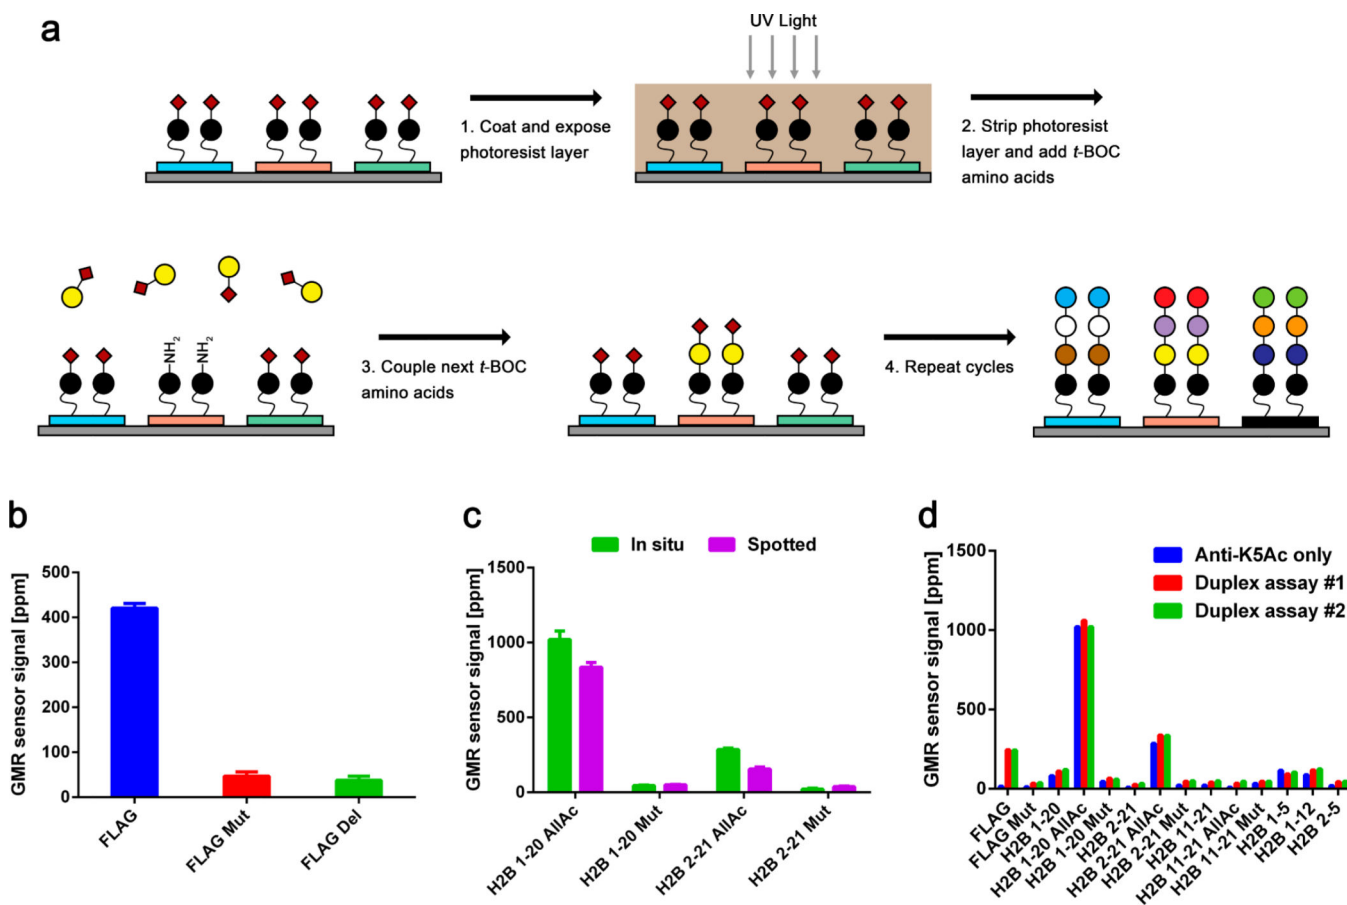 a
UV Light
1. Coat and expose
photoresist layer
2. Strip photoresist
layer and add t-BOC
amino acids
NH2
NH2
3. Couple next t-BOC
amino acids
4. Repeat cycles
b
GMR sensor signal [ppm]
500
400
300
200
100
0
FLAG
FLAG Mut
FLAG Del
c
In situ
Spotted
GMR sensor signal [ppm]
1500
1000
500
0
H2B 1-20 AllAc
H2B 1-20 Mut
H2B 2-21 AllAc
H2B 2-21 Mut
d
Anti-K5Ac only
Duplex assay #1
Duplex assay #2
GMR sensor signal [ppm]
1500
1000
500
0
FLAG
FLAG Mut
H2B 1-20
H2B 1-20 AllAc
H2B 1-20 Mut
H2B 2-21
H2B 2-21 AllAc
H2B 2-21 Mut
H2B 11-21
H2B 11-21 AllAc
H2B 11-21 Mut
H2B 1-5
H2B 1-12
H2B 2-5